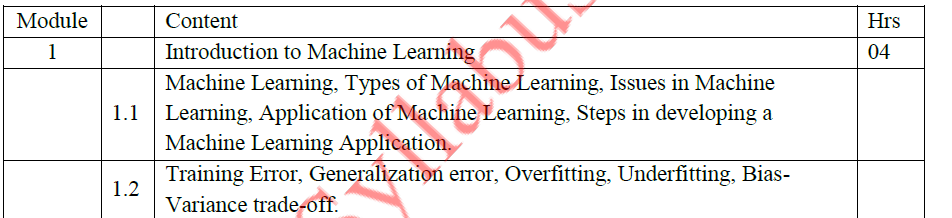 Module Content Hrs
1 Introduction to Machine Learning 04
Machine Learning, Types of Machine Learning, Issues in Machine
1.1 Learning, Application of Machine Learning, Steps in developing a
Machine Learning Application.
1.2 Training Error, Generalization error, Overfitting, Underfitting, Bias-
Variance trade-off.
Syllabus